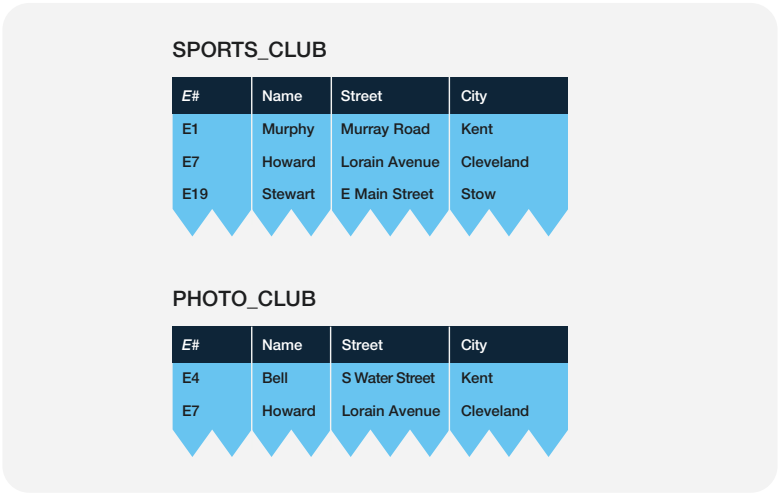 SPORTS_CLUB
E# Name Street City
E1 Murphy Murray Road Kent
E7 Howard Lorain Avenue Cleveland
E19 Stewart E Main Street Stow
PHOTO_CLUB
E# Name Street City
E4 Bell S Water Street Kent
E7 Howard Lorain Avenue Cleveland